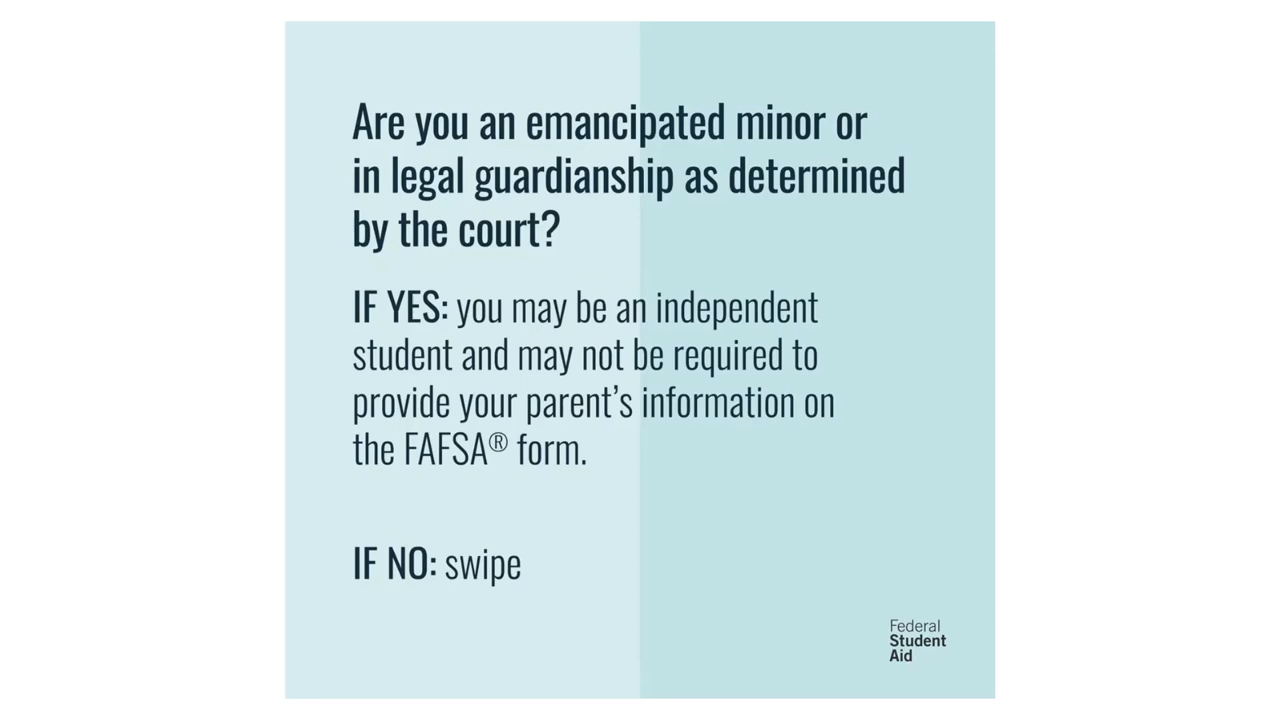 Are you an emancipated minor or
in legal guardianship as determined
by the court?
IF YES: you may be an independent
student and may not be required to
provide your parent’s information on
the FAFSA® form.
IF NO: swipe
Federal
Student
Aid